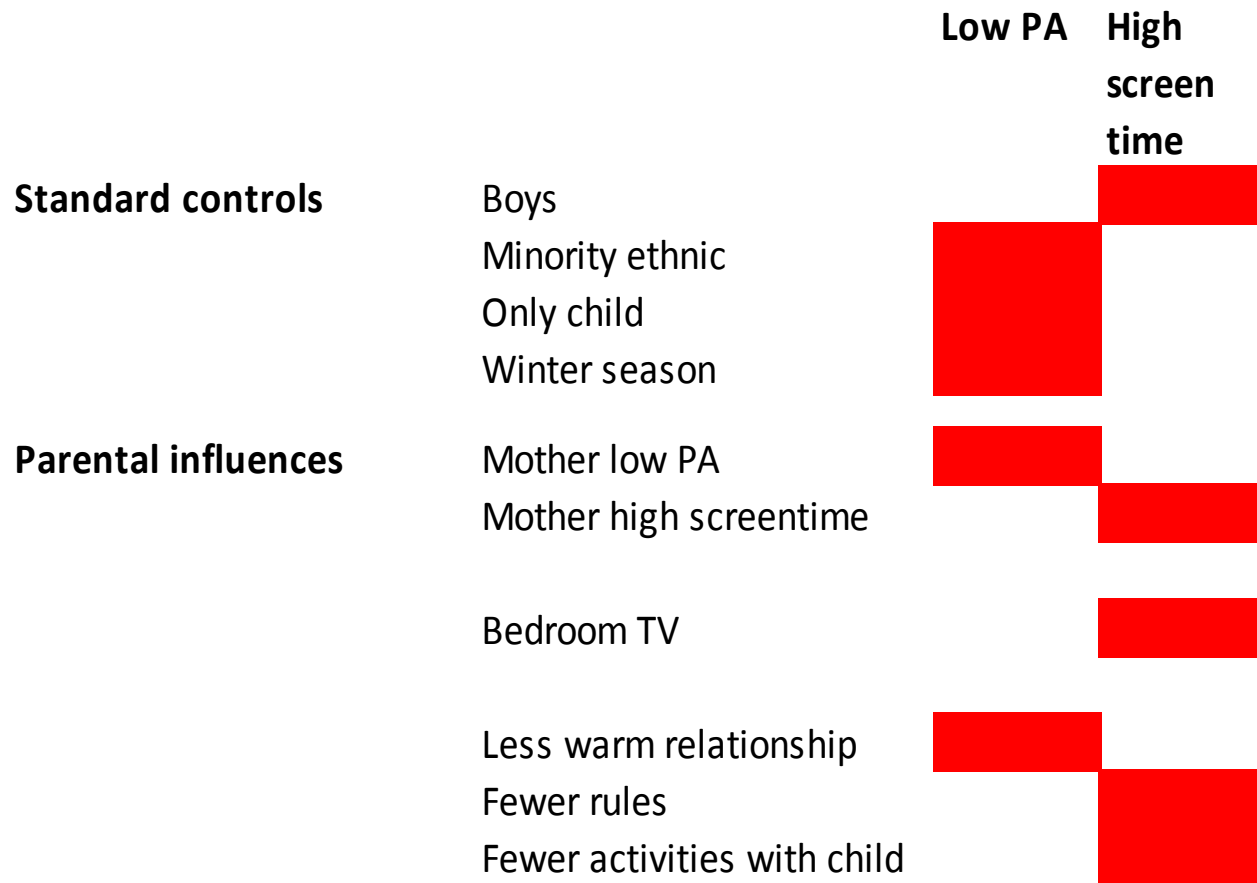 Low PA High
screen
time
Standard controls Boys
Minority ethnic
Only child
Winter season
Parental influences Mother low PA
Mother high screentime
Bedroom TV
Less warm relationship
Fewer rules
Fewer activities with child